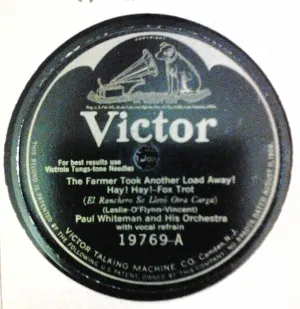 COPYRIGHT
Victor
For best results use
Victrola Tungs-tone Needles
The Farmer Took Another Load Away!
Hay! Hay!-Fox Trot
(El Ranchero Se Llevó Otra Carga)
(Leslie-O'Flynn-Vincent)
Paul Whiteman and His Orchestra
with vocal refrain
19769-A
VICTOR TALKING MACHINE CO. Camden N. J.